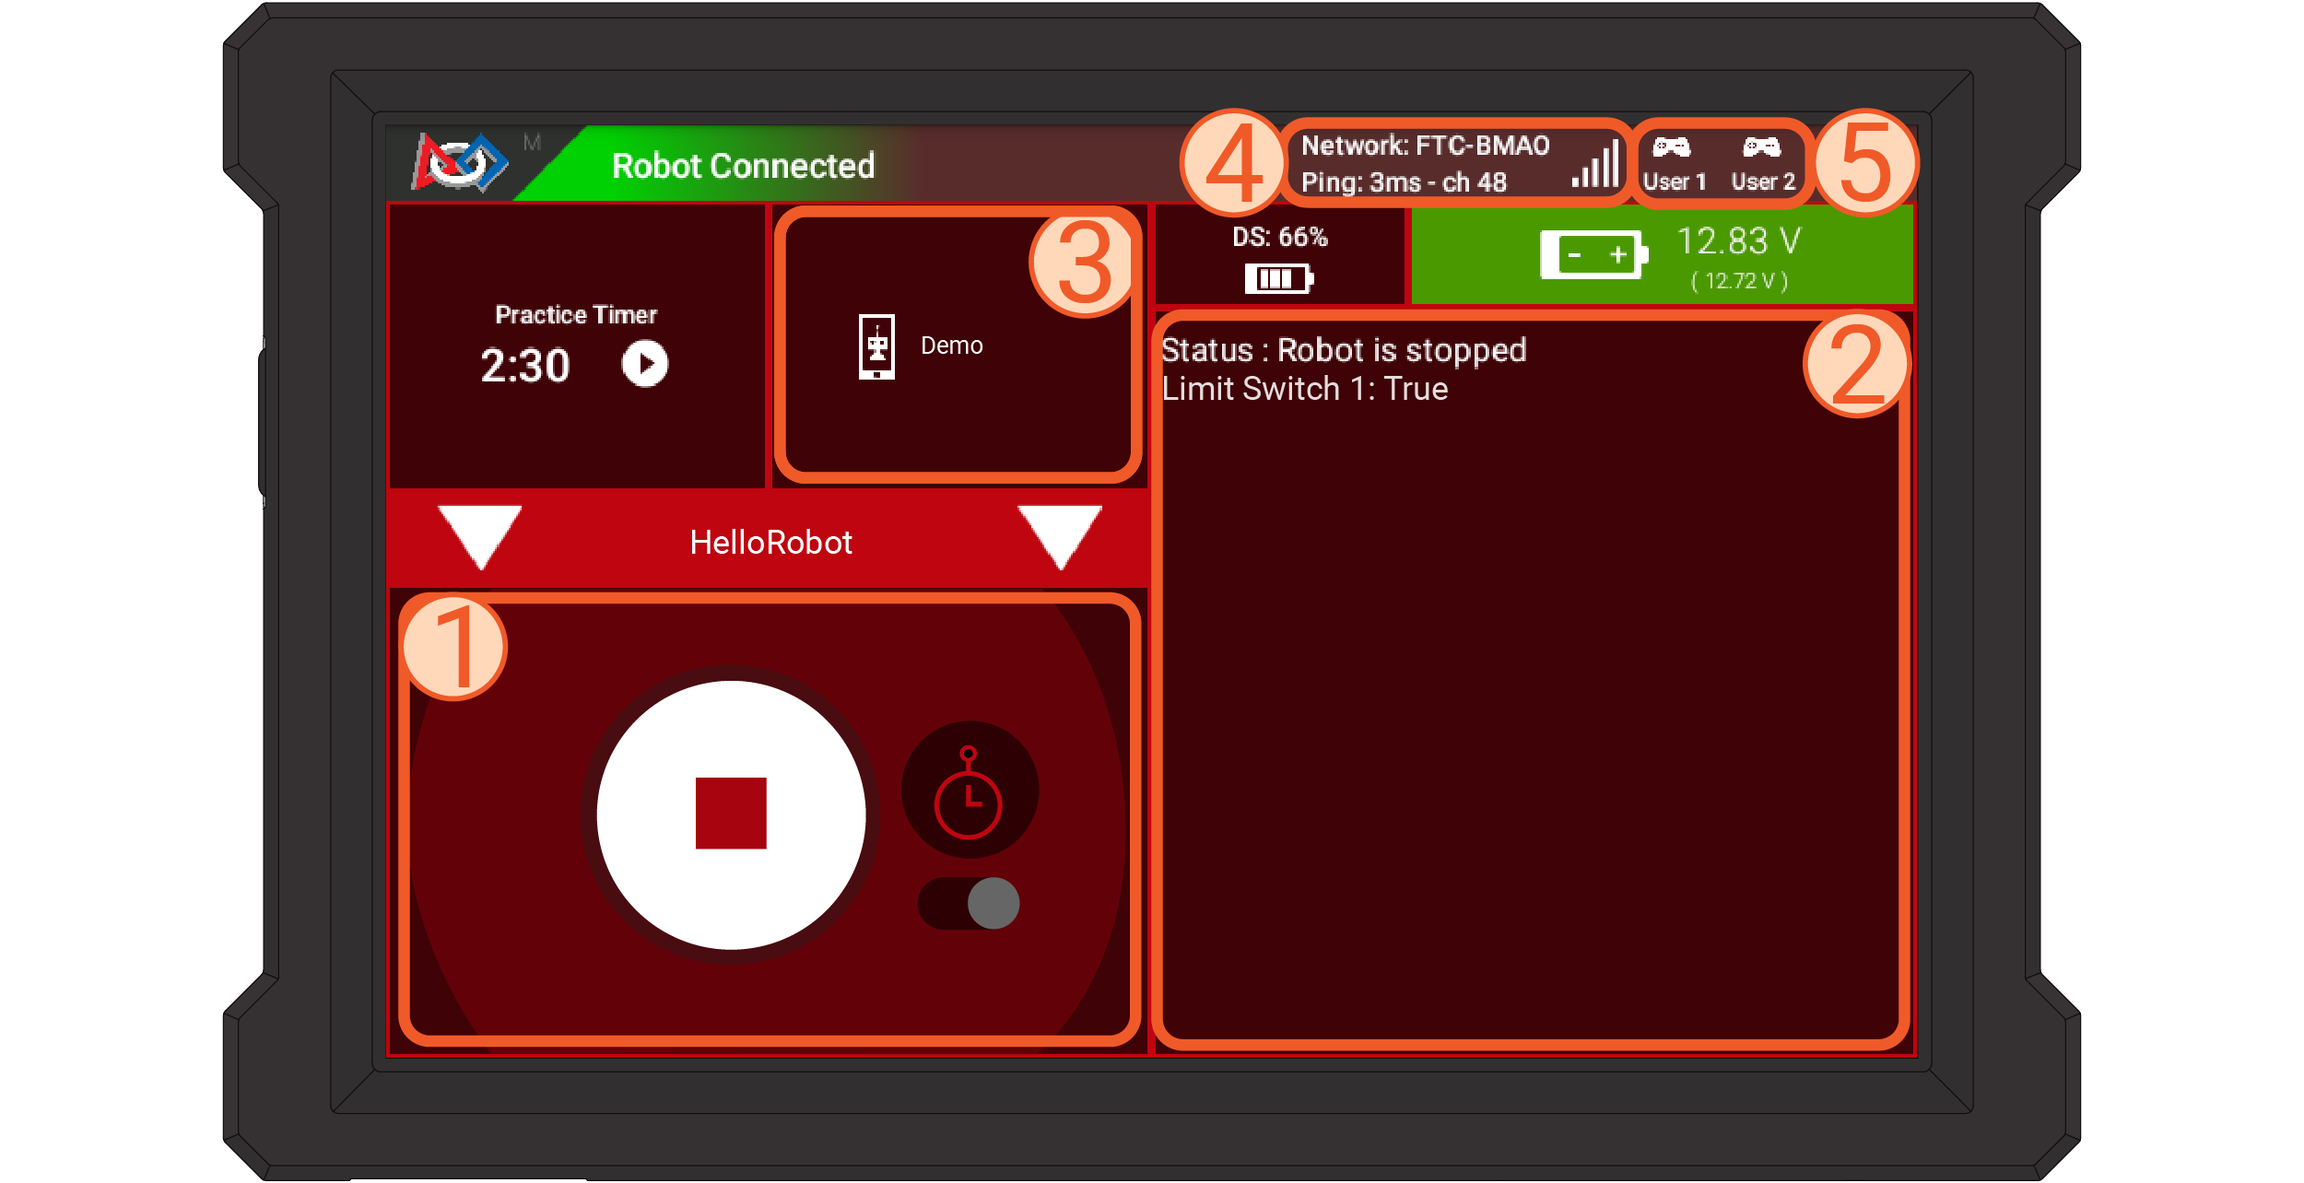 M
Robot Connected
4
Network: FTC-BMAO
Ping: 3ms - ch 48
User 1
User 2
5
Practice Timer
2:30
3
Demo
DS: 66%
- +
12.83 V
( 12.72 V )
HelloRobot
2
Status : Robot is stopped
Limit Switch 1: True
1